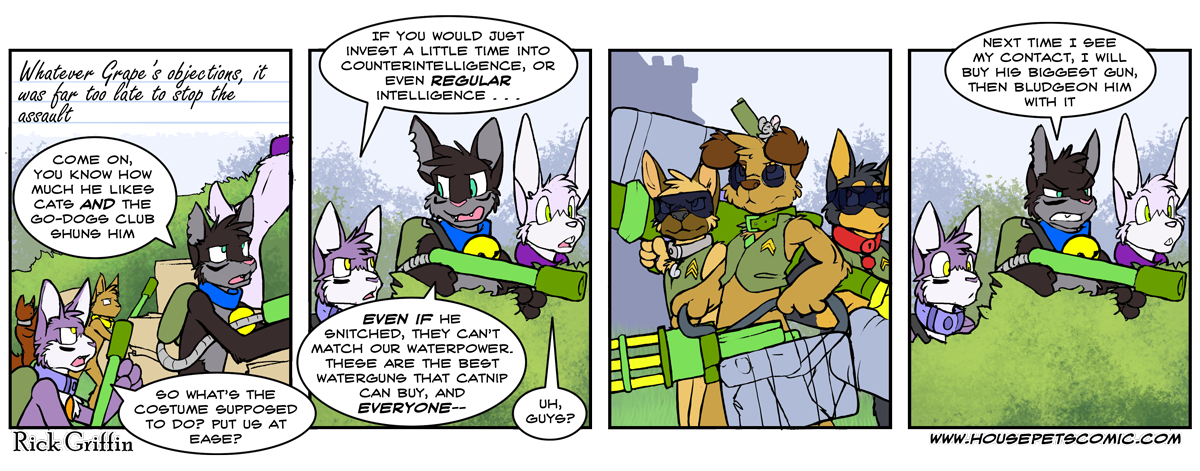 Whatever Grape's objections, it
was far too late to stop the
assault
COME ON,
YOU KNOW HOW
MUCH HE LIKES
CATS AND THE
GO-DOGS CLUB
SHUNS HIM
SO WHAT'S THE
COSTUME SUPPOSED
TO DO? PUT US AT
EASE?
Rick Griffin
IF YOU WOULD JUST
INVEST A LITTLE TIME INTO
COUNTERINTELLIGENCE, OR
EVEN REGULAR
INTELLIGENCE . . .
EVEN IF HE
SNITCHED, THEY CAN'T
MATCH OUR WATERPOWER.
THESE ARE THE BEST
WATERGUNS THAT CATNIP
CAN BUY, AND
EVERYONE--
UH,
GUYS?
NEXT TIME I SEE
MY CONTACT, I WILL
BUY HIS BIGGEST GUN,
THEN BLUDGEON HIM
WITH IT
WWW.HOUSEPETSCOMIC.COM